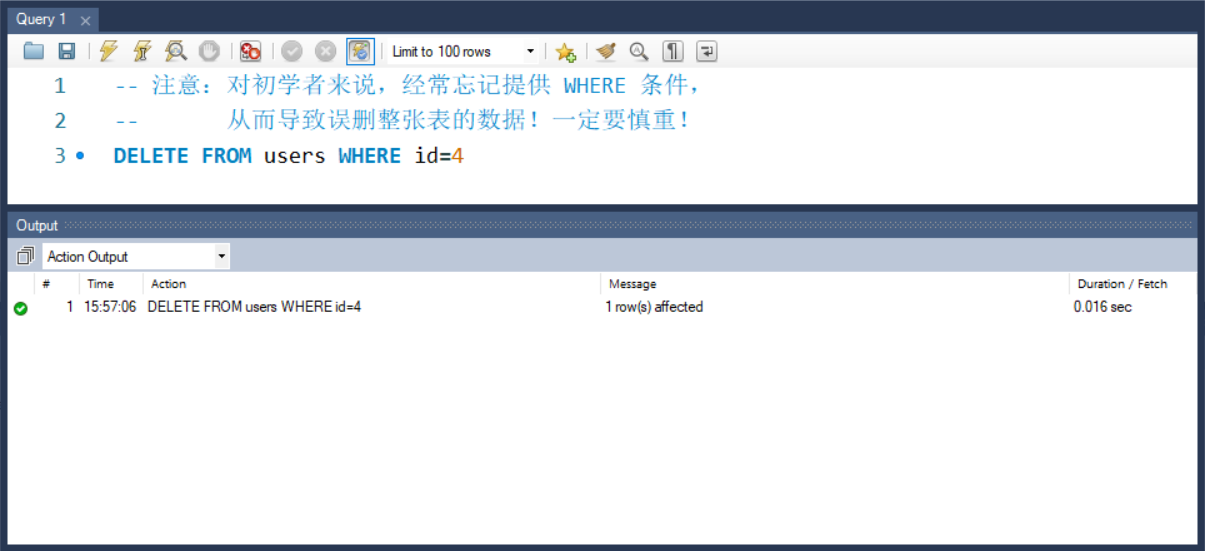 Query 1
Limit to 100 rows
1 -- 注意：对初学者来说，经常忘记提供 WHERE 条件，
2 -- 从而导致误删整张表的数据！一定要慎重！
3 DELETE FROM users WHERE id=4
Output
Action Output
# Time Action Message Duration / Fetch
1 15:57:06 DELETE FROM users WHERE id=4 1 row(s) affected 0.016 sec